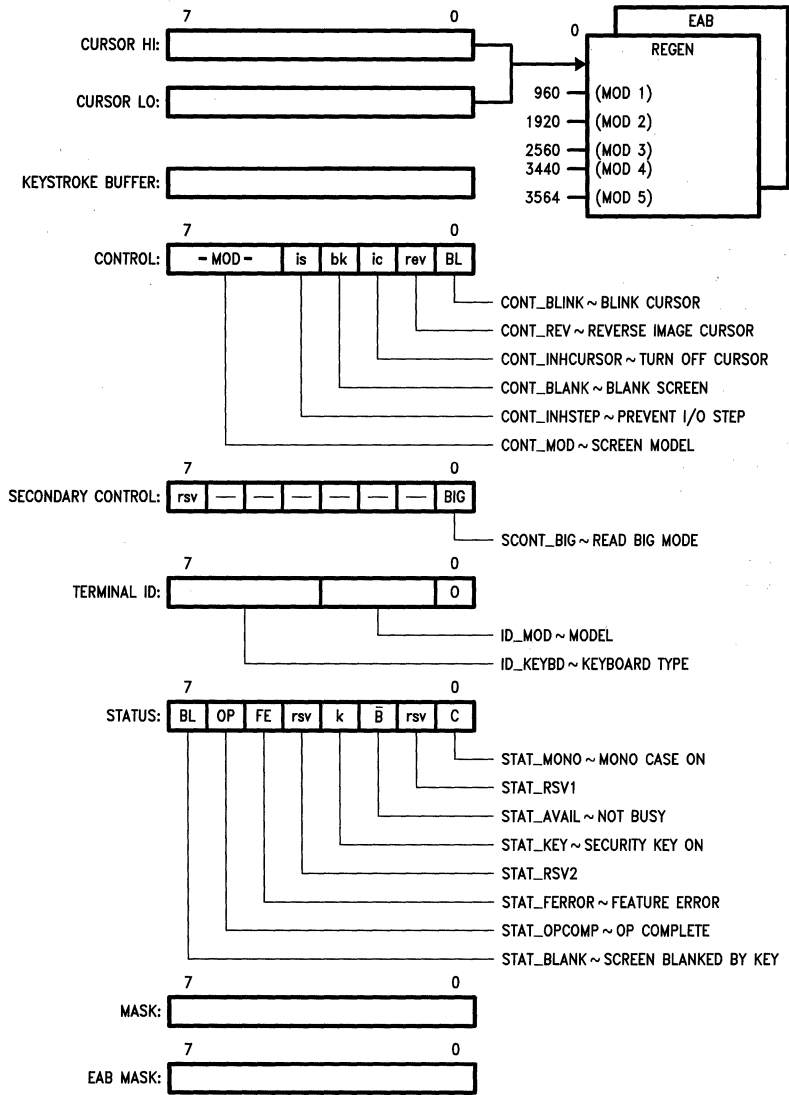 7 0
CURSOR HI:
CURSOR LO:
0
EAB
REGEN
960 (MOD 1)
1920 (MOD 2)
2560 (MOD 3)
3440 (MOD 4)
3564 (MOD 5)
KEYSTROKE BUFFER:
7 0
CONTROL: – MOD – is bk ic rev BL
CONT_BLINK ~ BLINK CURSOR
CONT_REV ~ REVERSE IMAGE CURSOR
CONT_INHCURSOR ~ TURN OFF CURSOR
CONT_BLANK ~ BLANK SCREEN
CONT_INHSTEP ~ PREVENT I/O STEP
CONT_MOD ~ SCREEN MODEL
7 0
SECONDARY CONTROL: rsv — — — — — — BIG
SCONT_BIG ~ READ BIG MODE
7 0
TERMINAL ID: 0
ID_MOD ~ MODEL
ID_KEYBD ~ KEYBOARD TYPE
7 0
STATUS: BL OP FE rsv k B̄ rsv C
STAT_MONO ~ MONO CASE ON
STAT_RSV1
STAT_AVAIL ~ NOT BUSY
STAT_KEY ~ SECURITY KEY ON
STAT_RSV2
STAT_FERROR ~ FEATURE ERROR
STAT_OPCOMP ~ OP COMPLETE
STAT_BLANK ~ SCREEN BLANKED BY KEY
7 0
MASK:
7 0
EAB MASK: